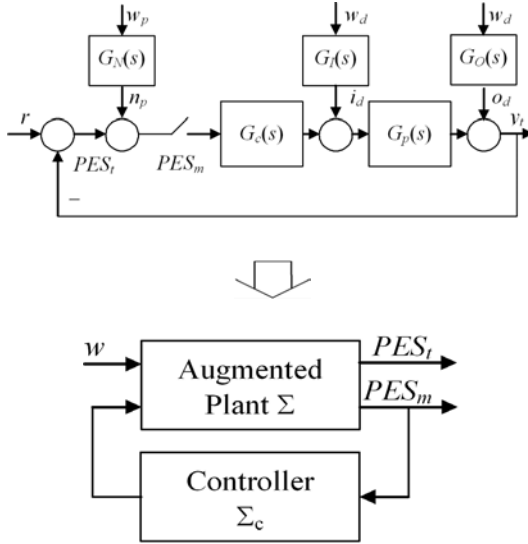 w_p w_d w_d
G_N(s) G_I(s) G_O(s)
n_p i_d o_d
r G_c(s) G_p(s) v_t
PES_t PES_m
−
w PES_t
Augmented
Plant Σ
PES_m
Controller
Σ_c